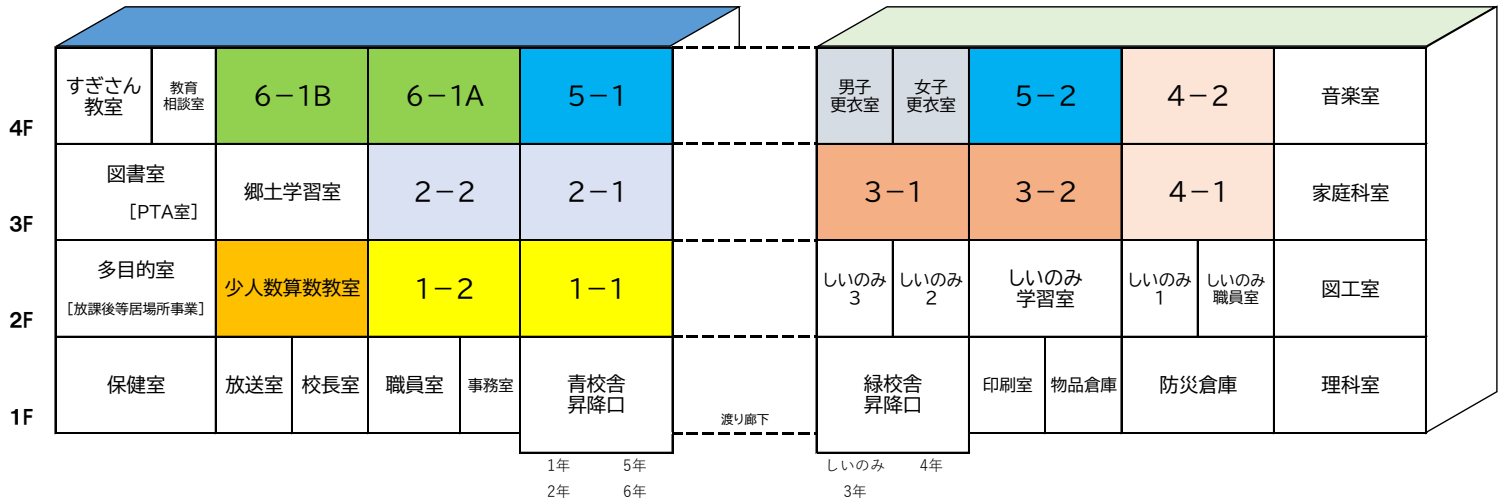 4F
すぎさん
教室
教育
相談室
6-1B
6-1A
5-1
男子
更衣室
女子
更衣室
5-2
4-2
音楽室
3F
図書室
[PTA室]
郷土学習室
2-2
2-1
3-1
3-2
4-1
家庭科室
2F
多目的室
[放課後等居場所事業]
少人数算数教室
1-2
1-1
しいのみ
3
しいのみ
2
しいのみ
学習室
しいのみ
1
しいのみ
職員室
図工室
1F
保健室
放送室
校長室
職員室
事務室
青校舎
昇降口
渡り廊下
緑校舎
昇降口
印刷室
物品倉庫
防災倉庫
理科室
1年 5年
2年 6年
しいのみ 4年
3年